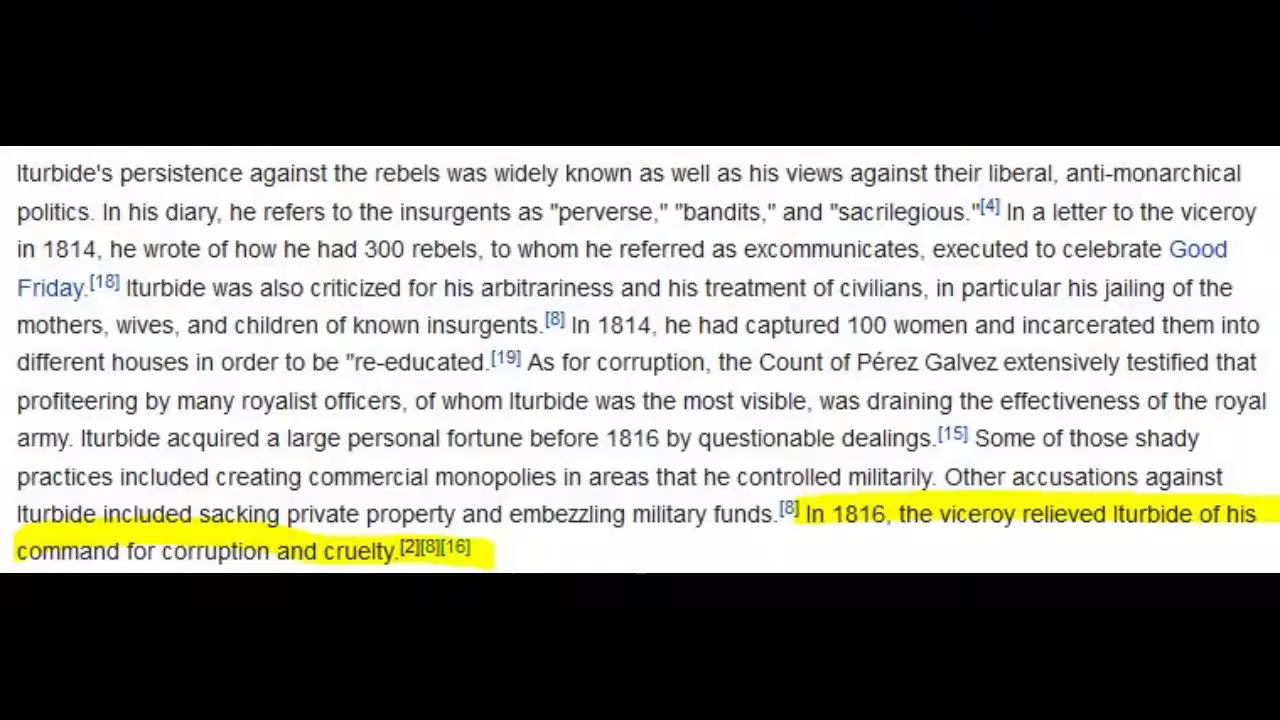 Iturbide's persistence against the rebels was widely known as well as his views against their liberal, anti-monarchical
politics. In his diary, he refers to the insurgents as "perverse," "bandits," and "sacrilegious."[4] In a letter to the viceroy
in 1814, he wrote of how he had 300 rebels, to whom he referred as excommunicates, executed to celebrate Good
Friday.[18] Iturbide was also criticized for his arbitrariness and his treatment of civilians, in particular his jailing of the
mothers, wives, and children of known insurgents.[8] In 1814, he had captured 100 women and incarcerated them into
different houses in order to be "re-educated.[19] As for corruption, the Count of Pérez Galvez extensively testified that
profiteering by many royalist officers, of whom Iturbide was the most visible, was draining the effectiveness of the royal
army. Iturbide acquired a large personal fortune before 1816 by questionable dealings.[15] Some of those shady
practices included creating commercial monopolies in areas that he controlled militarily. Other accusations against
Iturbide included sacking private property and embezzling military funds.[8] In 1816, the viceroy relieved Iturbide of his
command for corruption and cruelty.[2][8][16]